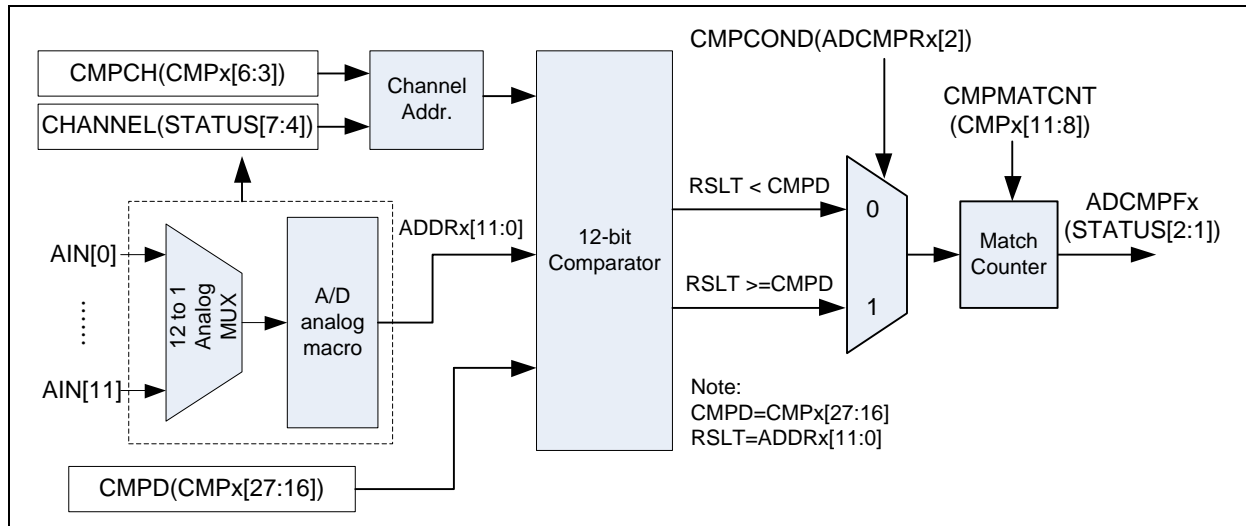 CMPCH(CMPx[6:3])
CHANNEL(STATUS[7:4])
Channel
Addr.
AIN[0]
......
AIN[11]
12 to 1
Analog
MUX
A/D
analog
macro
ADDRx[11:0]
CMPD(CMPx[27:16])
12-bit
Comparator
CMPCOND(ADCMPRx[2])
RSLT < CMPD
RSLT >=CMPD
0
1
CMPMATCNT
(CMPx[11:8])
Match
Counter
ADCMPFx
(STATUS[2:1])
Note:
CMPD=CMPx[27:16]
RSLT=ADDRx[11:0]